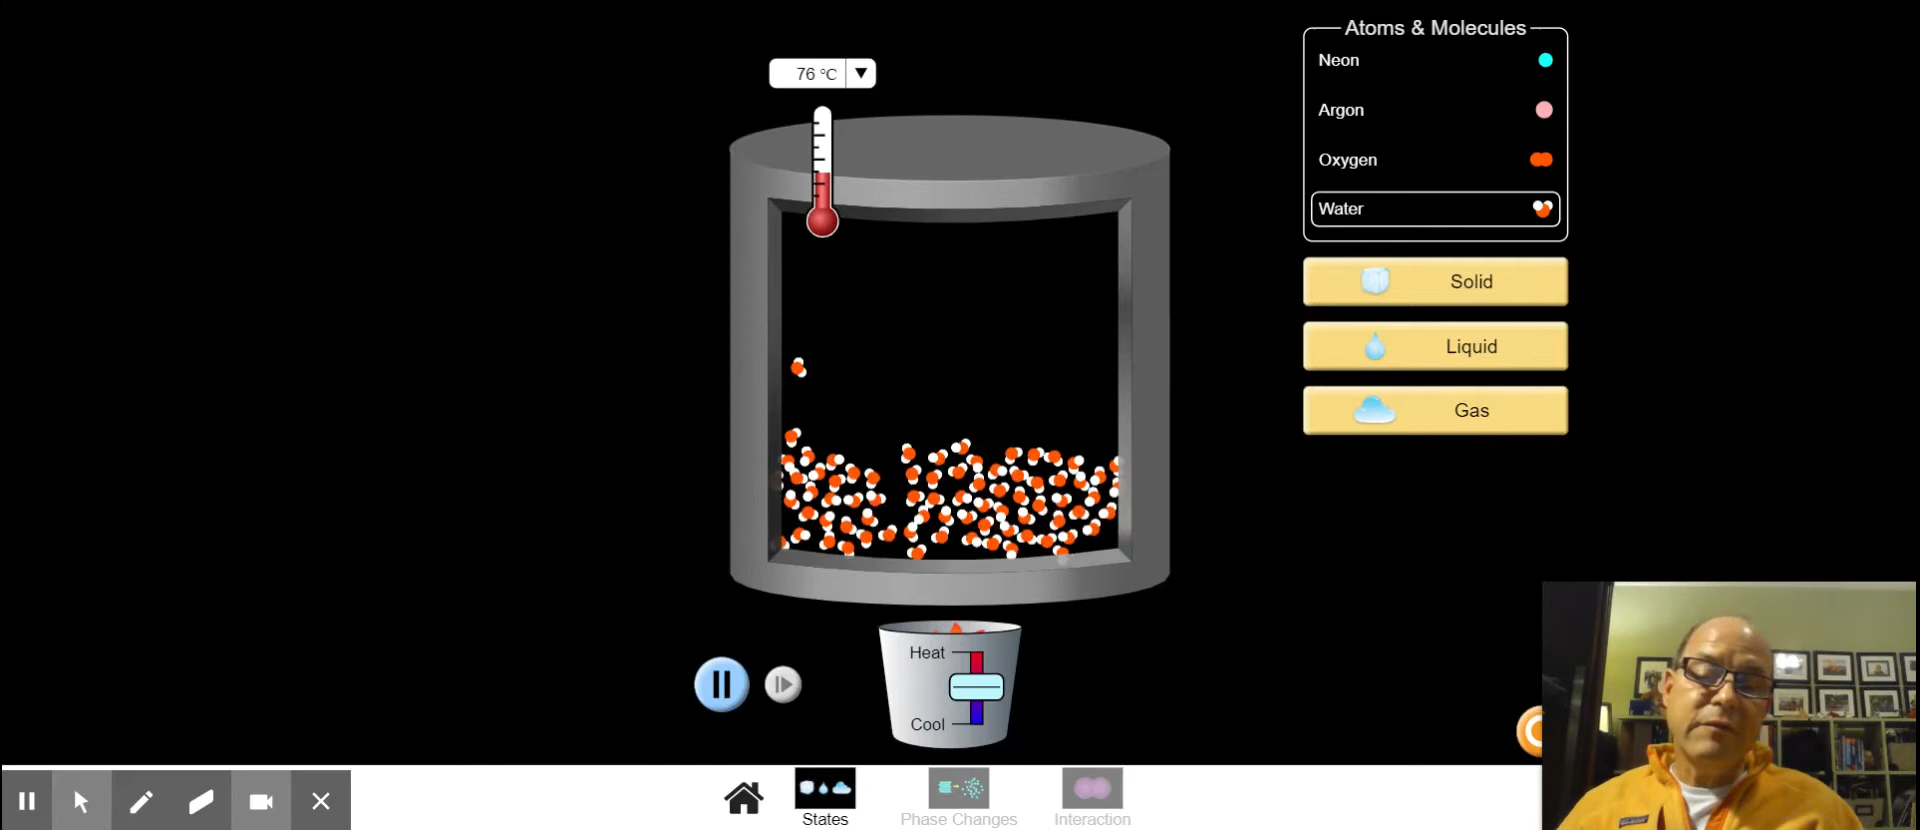 76 °C
Atoms & Molecules
Neon
Argon
Oxygen
Water
Solid
Liquid
Gas
Heat
Cool
States
Phase Changes
Interaction